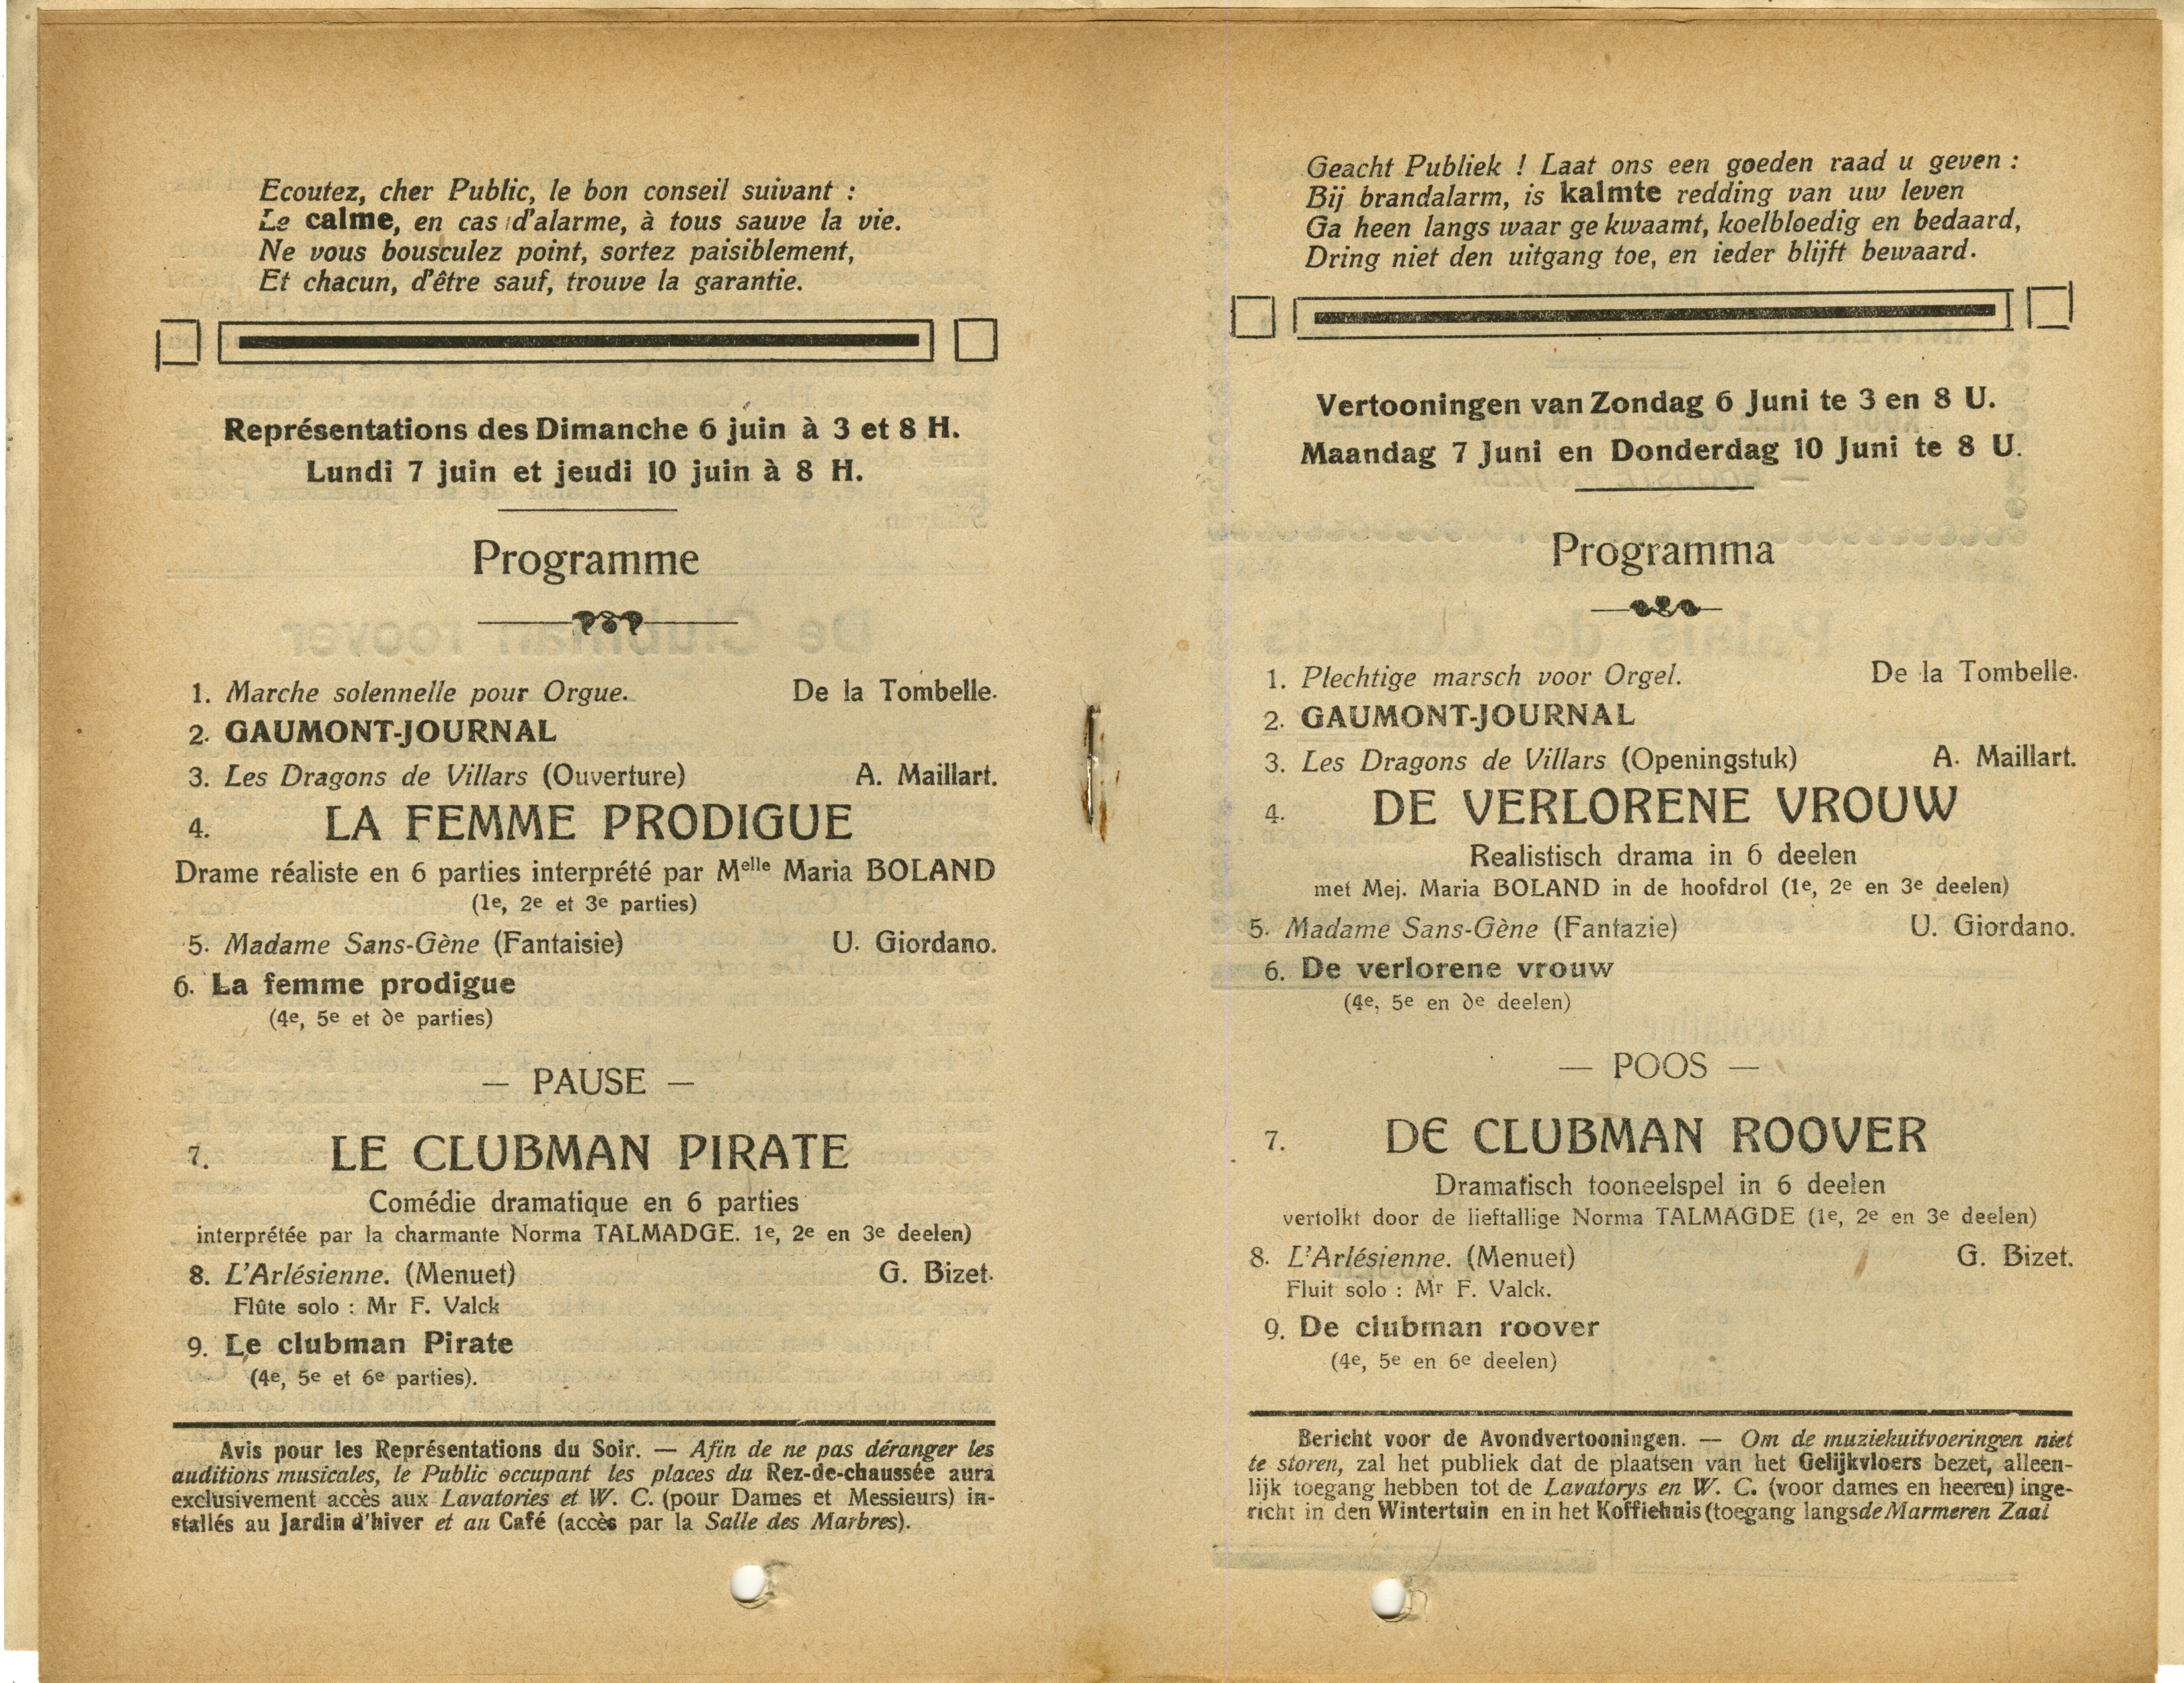 Ecoutez, cher Public, le bon conseil suivant :
Le calme, en cas d'alarme, à tous sauve la vie.
Ne vous bousculez point, sortez paisiblement,
Et chacun, d'être sauf, trouve la garantie.
Représentations des Dimanche 6 juin à 3 et 8 H.
Lundi 7 juin et jeudi 10 juin à 8 H.
Programme
1. Marche solennelle pour Orgue. De la Tombelle.
2. GAUMONT-JOURNAL
3. Les Dragons de Villars (Ouverture) A. Maillart.
4. LA FEMME PRODIGUE
Drame réaliste en 6 parties interprété par Melle Maria BOLAND
(1e, 2e et 3e parties)
5. Madame Sans-Gène (Fantaisie) U. Giordano.
6. La femme prodigue
(4e, 5e et 6e parties)
— PAUSE —
7. LE CLUBMAN PIRATE
Comédie dramatique en 6 parties
interprétée par la charmante Norma TALMADGE. 1e, 2e en 3e deelen)
8. L'Arlésienne. (Menuet) G. Bizet.
Flûte solo : Mr F. Valck
9. Le clubman Pirate
(4e, 5e et 6e parties).
Avis pour les Représentations du Soir. — Afin de ne pas déranger les
auditions musicales, le Public occupant les places du Rez-de-chaussée aura
exclusivement accès aux Lavatories et W. C. (pour Dames et Messieurs) in-
stallés au Jardin d'hiver et au Café (accès par la Salle des Marbres).
Geacht Publiek ! Laat ons een goeden raad u geven :
Bij brandalarm, is kalmte redding van uw leven
Ga heen langs waar ge kwaamt, koelbloedig en bedaard,
Dring niet den uitgang toe, en ieder blijft bewaard.
Vertooningen van Zondag 6 Juni te 3 en 8 U.
Maandag 7 Juni en Donderdag 10 Juni te 8 U.
Programma
1. Plechtige marsch voor Orgel. De la Tombelle.
2. GAUMONT-JOURNAL
3. Les Dragons de Villars (Openingstuk) A. Maillart.
4. DE VERLORENE VROUW
Realistisch drama in 6 deelen
met Mej. Maria BOLAND in de hoofdrol (1e, 2e en 3e deelen)
5. Madame Sans-Gène (Fantazie) U. Giordano.
6. De verlorene vrouw
(4e, 5e en 6e deelen)
— POOS —
7. DE CLUBMAN ROOVER
Dramatisch tooneelspel in 6 deelen
vertolkt door de lieftallige Norma TALMAGDE (1e, 2e en 3e deelen)
8. L'Arlésienne. (Menuet) G. Bizet.
Fluit solo : Mr F. Valck.
9. De clubman roover
(4e, 5e en 6e deelen)
Bericht voor de Avondvertooningen. — Om de muziekuitvoeringen niet
te storen, zal het publiek dat de plaatsen van het Gelijkvloers bezet, alleen-
lijk toegang hebben tot de Lavatorys en W. C. (voor dames en heeren) inge-
richt in den Wintertuin en in het Koffiehuis (toegang langs de Marmeren Zaal